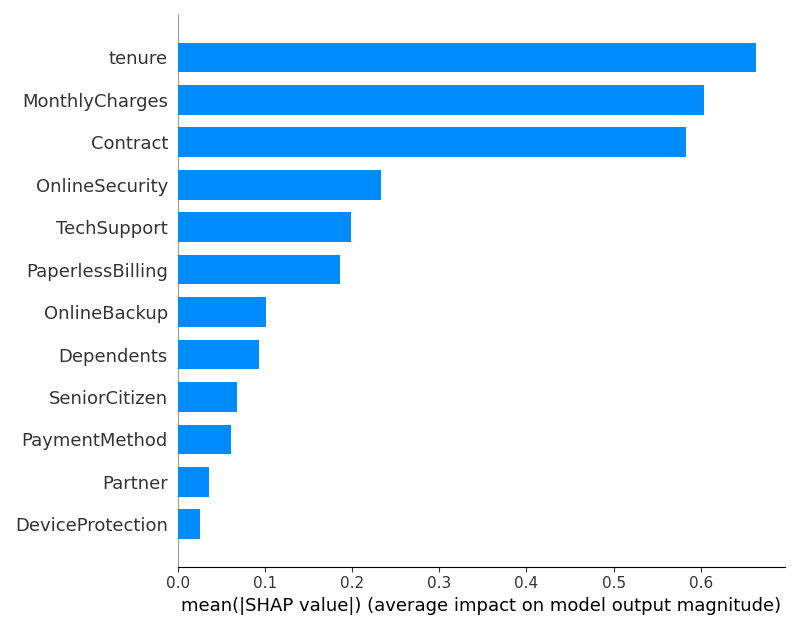 tenure
MonthlyCharges
Contract
OnlineSecurity
TechSupport
PaperlessBilling
OnlineBackup
Dependents
SeniorCitizen
PaymentMethod
Partner
DeviceProtection
0.0 0.1 0.2 0.3 0.4 0.5 0.6
mean(|SHAP value|) (average impact on model output magnitude)